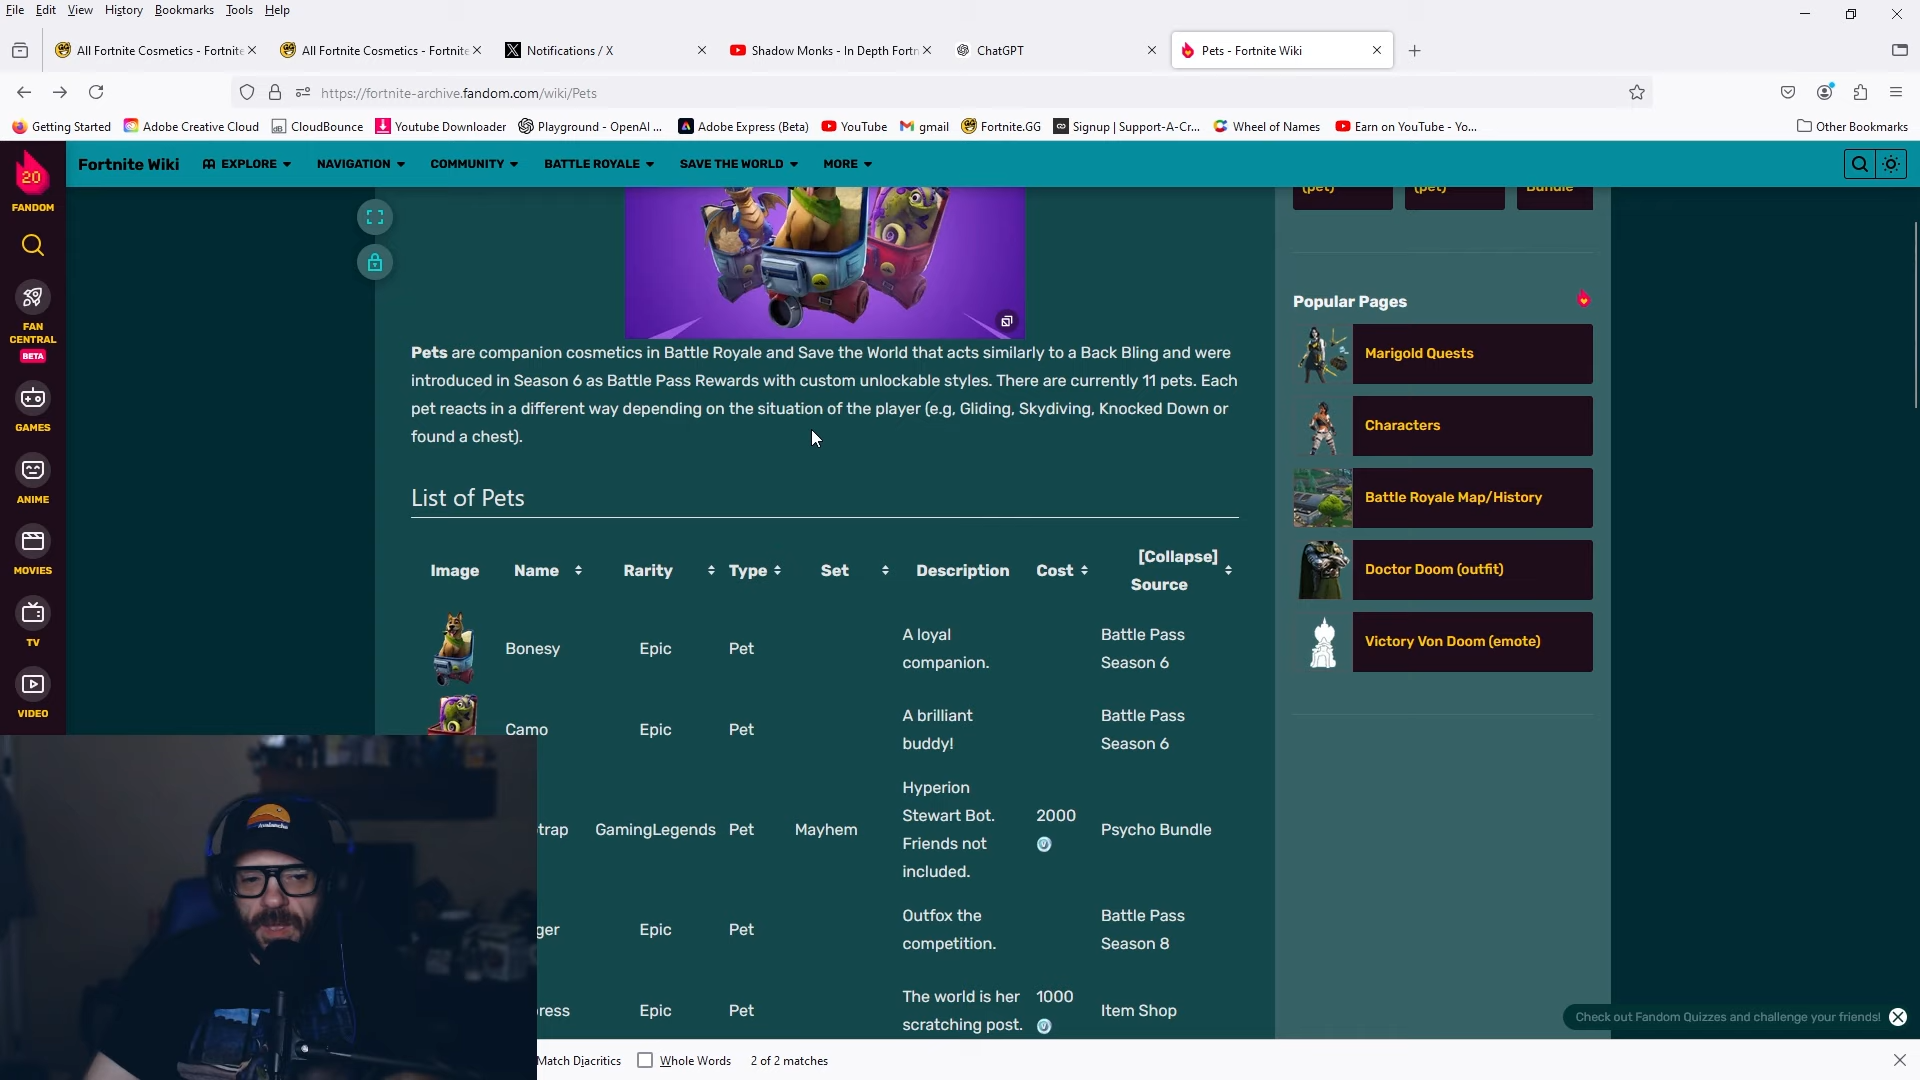 File Edit View History Bookmarks Tools Help
All Fortnite Cosmetics - Fortnite
All Fortnite Cosmetics - Fortnite
Notifications / X
Shadow Monks - In Depth Fortn
ChatGPT
Pets - Fortnite Wiki
https://fortnite-archive.fandom.com/wiki/Pets
Getting Started Adobe Creative Cloud CloudBounce Youtube Downloader Playground - OpenAI ... Adobe Express (Beta) YouTube gmail Fortnite.GG Signup | Support-A-Cr... Wheel of Names Earn on YouTube - Yo... Other Bookmarks
20
FANDOM
FAN CENTRAL
BETA
GAMES
ANIME
MOVIES
TV
VIDEO
Fortnite Wiki EXPLORE NAVIGATION COMMUNITY BATTLE ROYALE SAVE THE WORLD MORE
(pet) (pet) Bundle
Pets are companion cosmetics in Battle Royale and Save the World that acts similarly to a Back Bling and were
introduced in Season 6 as Battle Pass Rewards with custom unlockable styles. There are currently 11 pets. Each
pet reacts in a different way depending on the situation of the player (e.g, Gliding, Skydiving, Knocked Down or
found a chest).
List of Pets
[Collapse]
Image Name Rarity Type Set Description Cost Source
Bonesy Epic Pet A loyal companion. Battle Pass Season 6
Camo Epic Pet A brilliant buddy! Battle Pass Season 6
trap GamingLegends Pet Mayhem Hyperion Stewart Bot. Friends not included. 2000 Psycho Bundle
ger Epic Pet Outfox the competition. Battle Pass Season 8
ress Epic Pet The world is her scratching post. 1000 Item Shop
Popular Pages
Marigold Quests
Characters
Battle Royale Map/History
Doctor Doom (outfit)
Victory Von Doom (emote)
Check out Fandom Quizzes and challenge your friends!
Match Diacritics Whole Words 2 of 2 matches